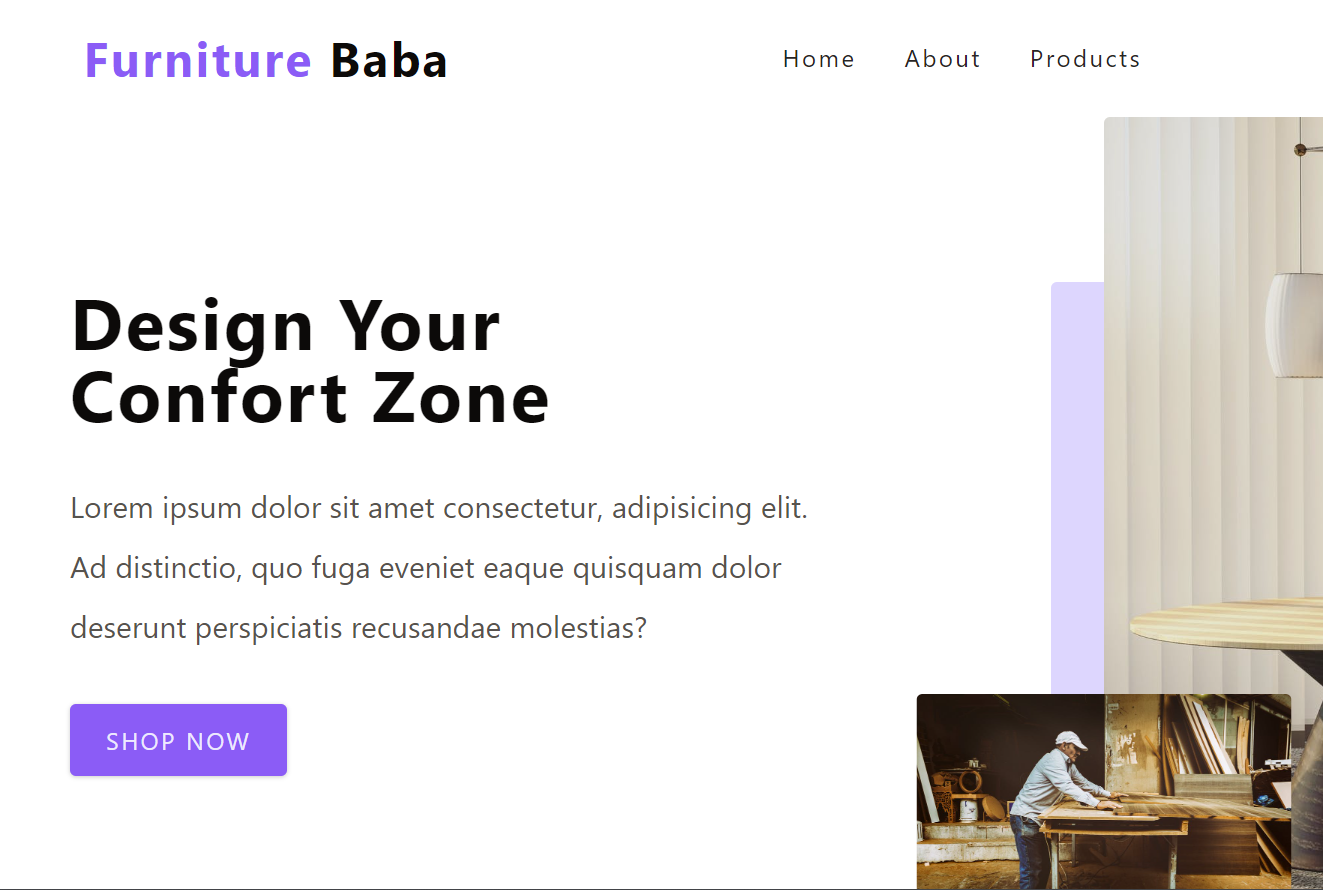 Furniture Baba
Home About Products
Design Your
Confort Zone
Lorem ipsum dolor sit amet consectetur, adipisicing elit.
Ad distinctio, quo fuga eveniet eaque quisquam dolor
deserunt perspiciatis recusandae molestias?
SHOP NOW